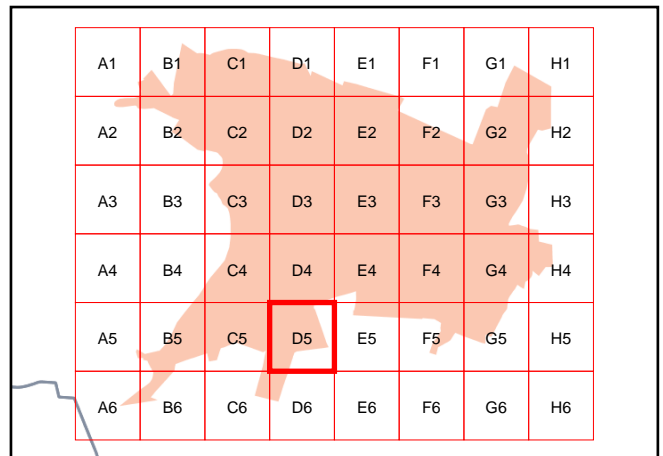 A1 B1 C1 D1 E1 F1 G1 H1
A2 B2 C2 D2 E2 F2 G2 H2
A3 B3 C3 D3 E3 F3 G3 H3
A4 B4 C4 D4 E4 F4 G4 H4
A5 B5 C5 D5 E5 F5 G5 H5
A6 B6 C6 D6 E6 F6 G6 H6